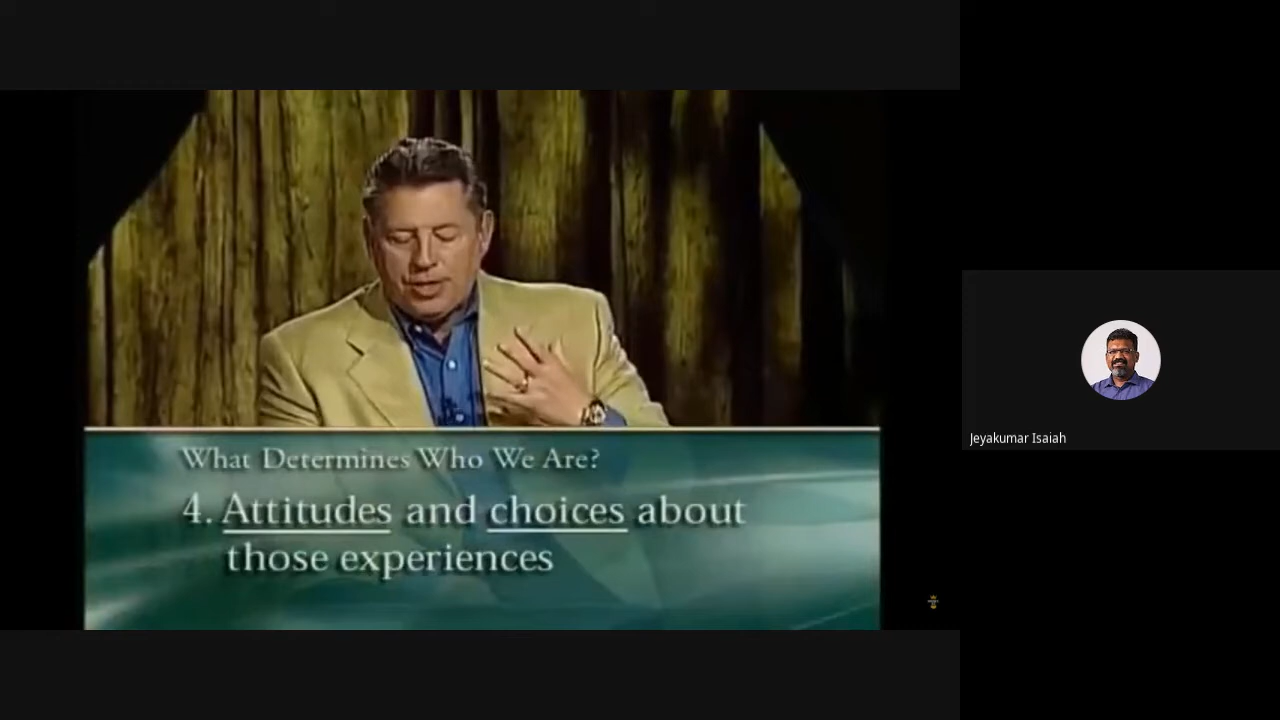 What Determines Who We Are?
4. Attitudes and choices about
those experiences
Jeyakumar Isaiah